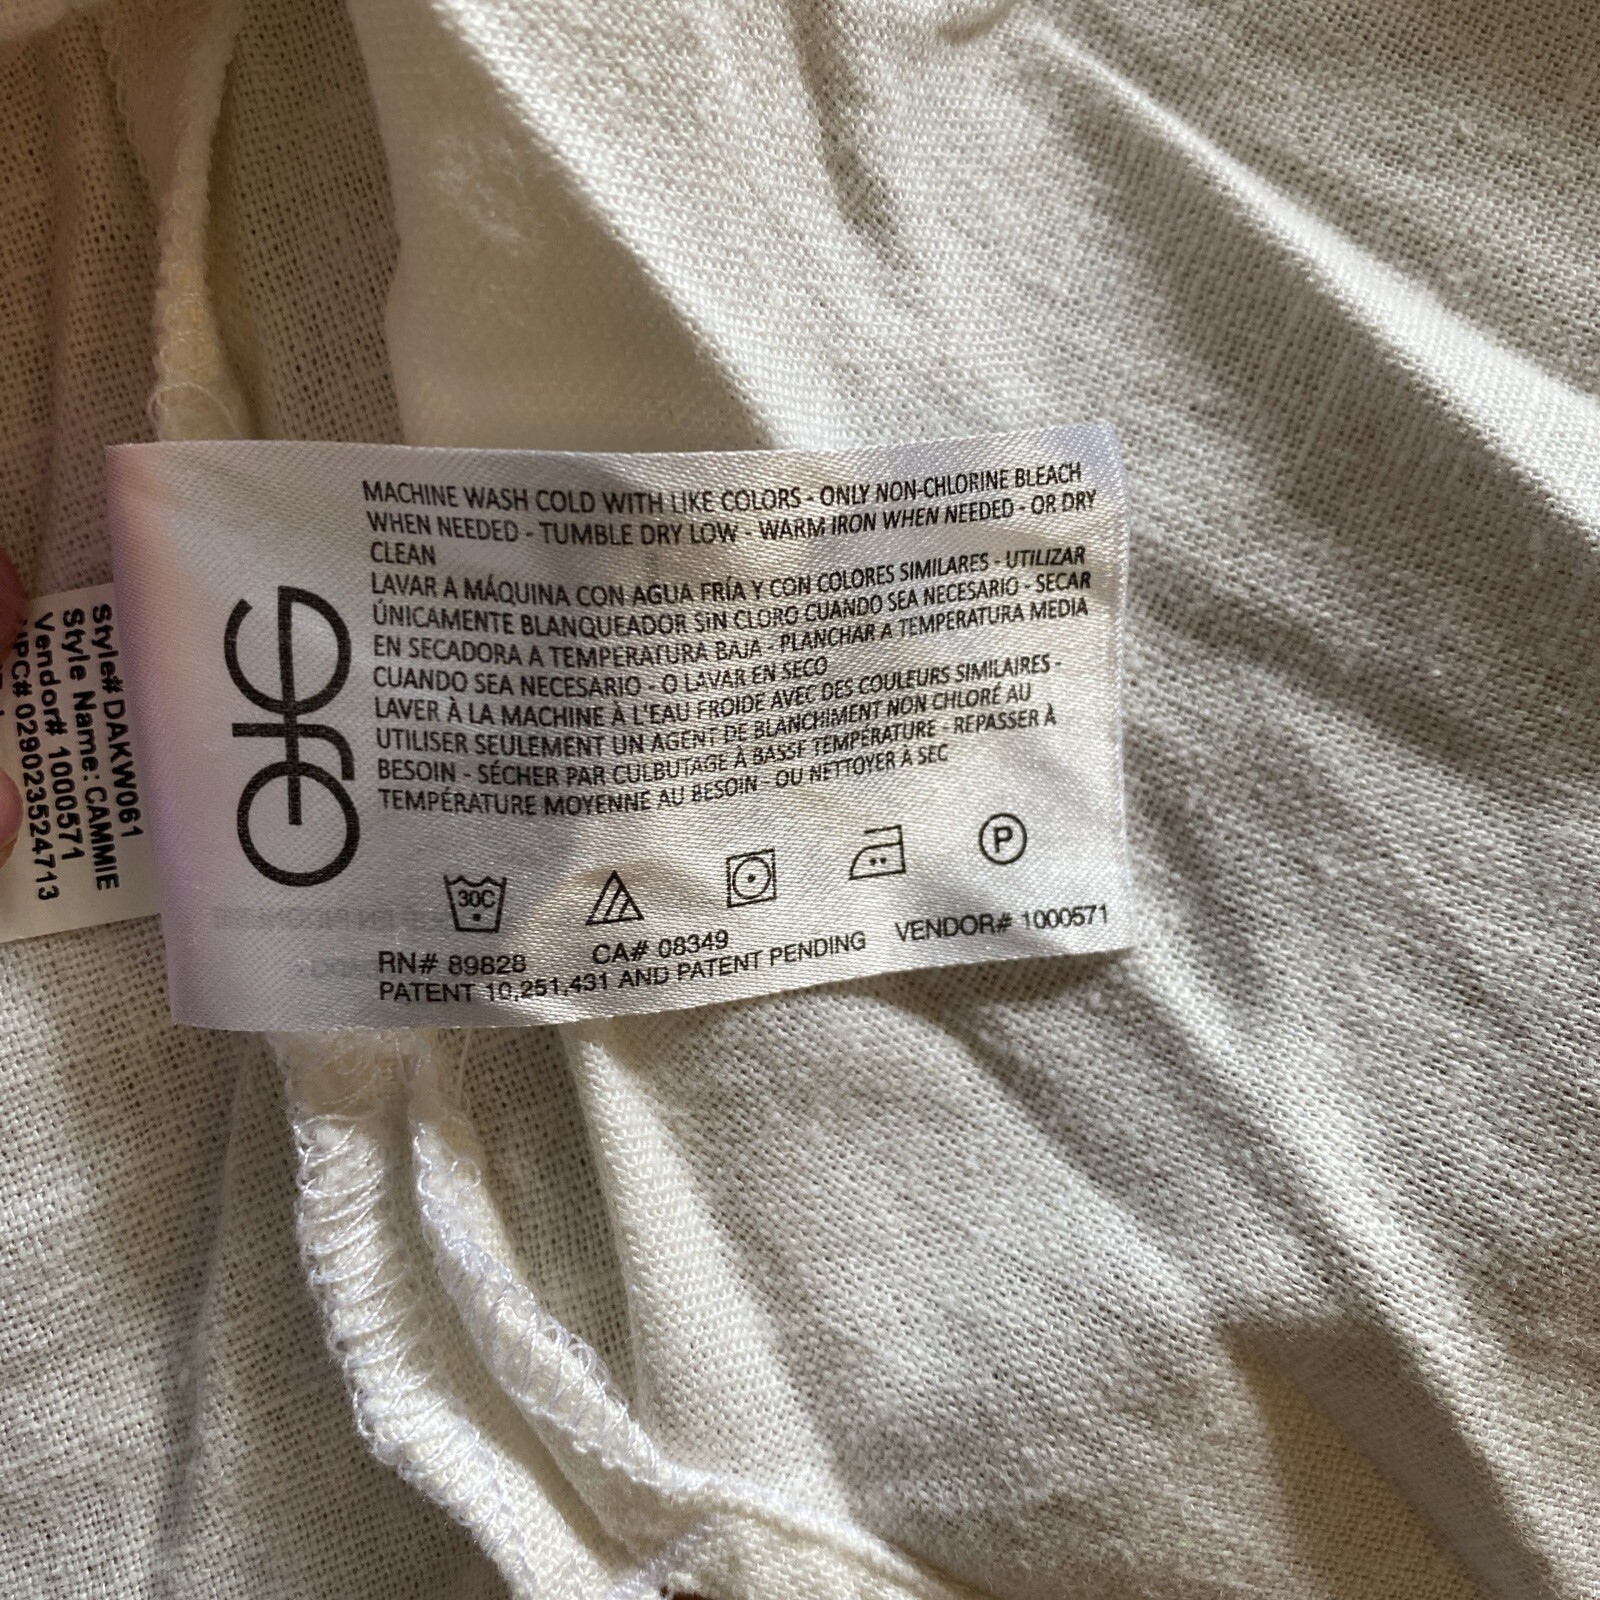 MACHINE WASH COLD WITH LIKE COLORS - ONLY NON-CHLORINE BLEACH
WHEN NEEDED - TUMBLE DRY LOW - WARM IRON WHEN NEEDED - OR DRY
CLEAN
LAVAR A MÁQUINA CON AGUA FRÍA Y CON COLORES SIMILARES - UTILIZAR
ÚNICAMENTE BLANQUEADOR SIN CLORO CUANDO SEA NECESARIO - SECAR
EN SECADORA A TEMPERATURA BAJA - PLANCHAR A TEMPERATURA MEDIA
CUANDO SEA NECESARIO - O LAVAR EN SECO
LAVER À LA MACHINE À L'EAU FROIDE AVEC DES COULEURS SIMILAIRES -
UTILISER SEULEMENT UN AGENT DE BLANCHIMENT NON CHLORÉ AU
BESOIN - SÉCHER PAR CULBUTAGE À BASSE TEMPÉRATURE - REPASSER À
TEMPÉRATURE MOYENNE AU BESOIN - OU NETTOYER À SEC
30C
P
RN# 89828 CA# 08349 VENDOR# 1000571
PATENT 10,251,431 AND PATENT PENDING
Style# DAKW061
Style Name: CAMMIE
Vendor# 1000571
UPC# 029023524713